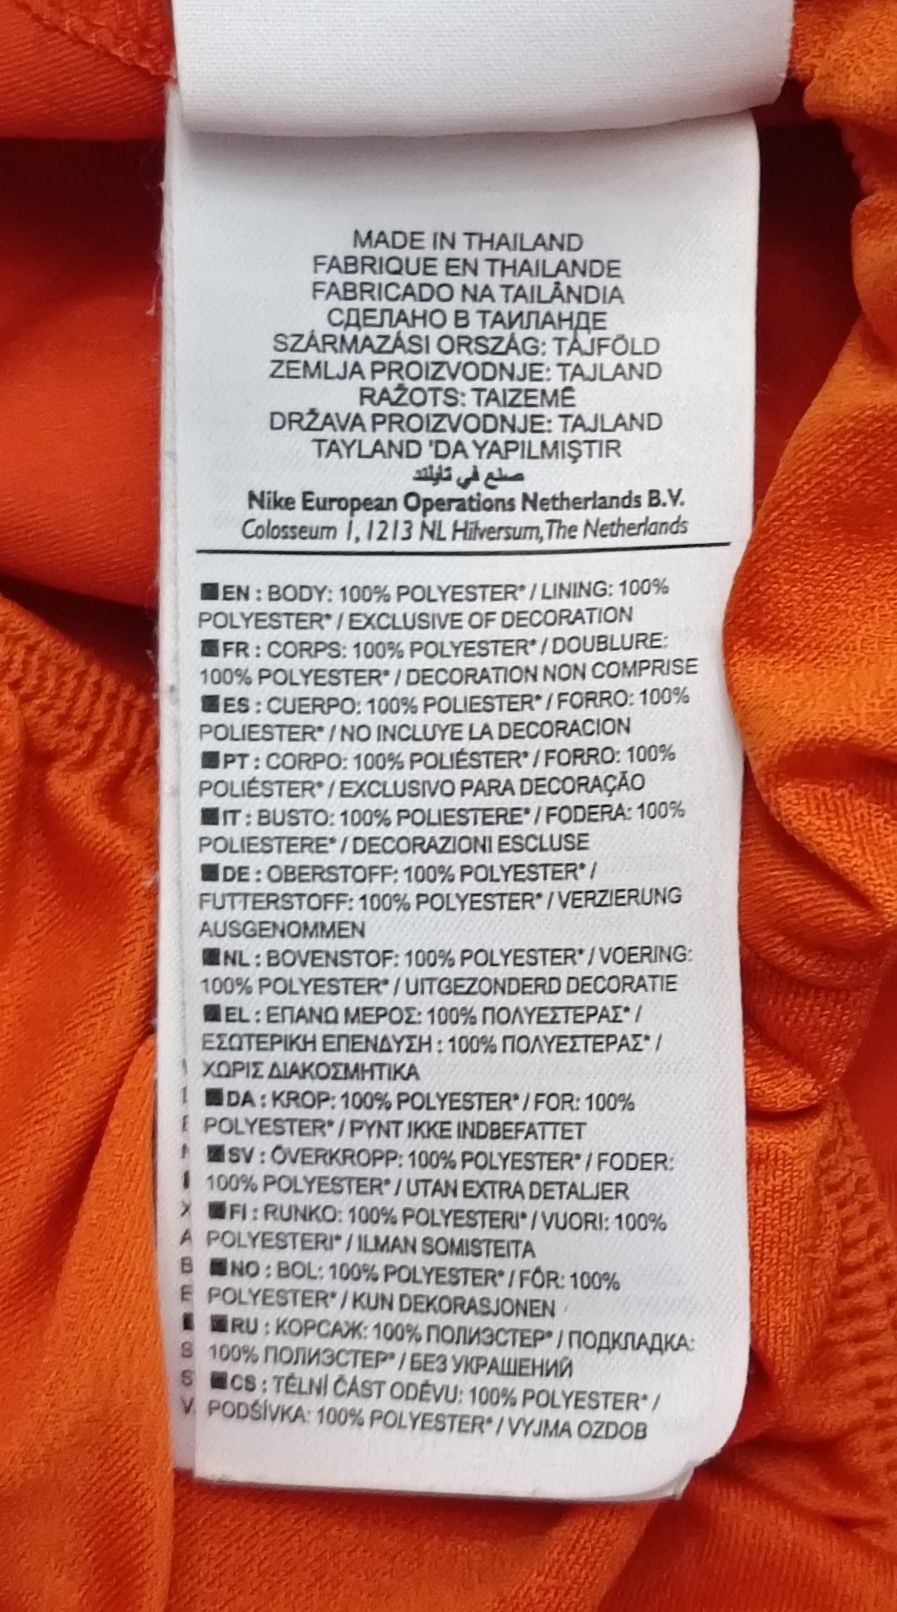 MADE IN THAILAND
FABRIQUE EN THAILANDE
FABRICADO NA TAILÂNDIA
СДЕЛАНО В ТАИЛАНДЕ
SZÁRMAZÁSI ORSZÁG: TÁJFÖLD
ZEMLJA PROIZVODNJE: TAJLAND
RAŽOTS: TAIZEMĒ
DRŽAVA PROIZVODNJE: TAJLAND
TAYLAND 'DA YAPILMIŞTIR
صنع في تايلند
Nike European Operations Netherlands B.V.
Colosseum 1, 1213 NL Hilversum, The Netherlands
EN : BODY: 100% POLYESTER* / LINING: 100%
POLYESTER* / EXCLUSIVE OF DECORATION
FR : CORPS: 100% POLYESTER* / DOUBLURE:
100% POLYESTER* / DECORATION NON COMPRISE
ES : CUERPO: 100% POLIESTER* / FORRO: 100%
POLIESTER* / NO INCLUYE LA DECORACION
PT : CORPO: 100% POLIÉSTER* / FORRO: 100%
POLIÉSTER* / EXCLUSIVO PARA DECORAÇÃO
IT : BUSTO: 100% POLIESTERE* / FODERA: 100%
POLIESTERE* / DECORAZIONI ESCLUSE
DE : OBERSTOFF: 100% POLYESTER* /
FUTTERSTOFF: 100% POLYESTER* / VERZIERUNG
AUSGENOMMEN
NL : BOVENSTOF: 100% POLYESTER* / VOERING:
100% POLYESTER* / UITGEZONDERD DECORATIE
EL : ΕΠΑΝΩ ΜΕΡΟΣ: 100% ΠΟΛΥΕΣΤΕΡΑΣ* /
ΕΣΩΤΕΡΙΚΗ ΕΠΕΝΔΥΣΗ : 100% ΠΟΛΥΕΣΤΕΡΑΣ* /
ΧΩΡΙΣ ΔΙΑΚΟΣΜΗΤΙΚΑ
DA : KROP: 100% POLYESTER* / FOR: 100%
POLYESTER* / PYNT IKKE INDBEFATTET
SV : ÖVERKROPP: 100% POLYESTER* / FODER:
100% POLYESTER* / UTAN EXTRA DETALJER
FI : RUNKO: 100% POLYESTERI* / VUORI: 100%
POLYESTERI* / ILMAN SOMISTEITA
NO : BOL: 100% POLYESTER* / FÔR: 100%
POLYESTER* / KUN DEKORASJONEN
RU : КОРСАЖ: 100% ПОЛИЭСТЕР* / ПОДКЛАДКА:
100% ПОЛИЭСТЕР* / БЕЗ УКРАШЕНИЙ
CS : TĚLNÍ ČÁST ODĚVU: 100% POLYESTER* /
PODŠÍVKA: 100% POLYESTER* / VYJMA OZDOB